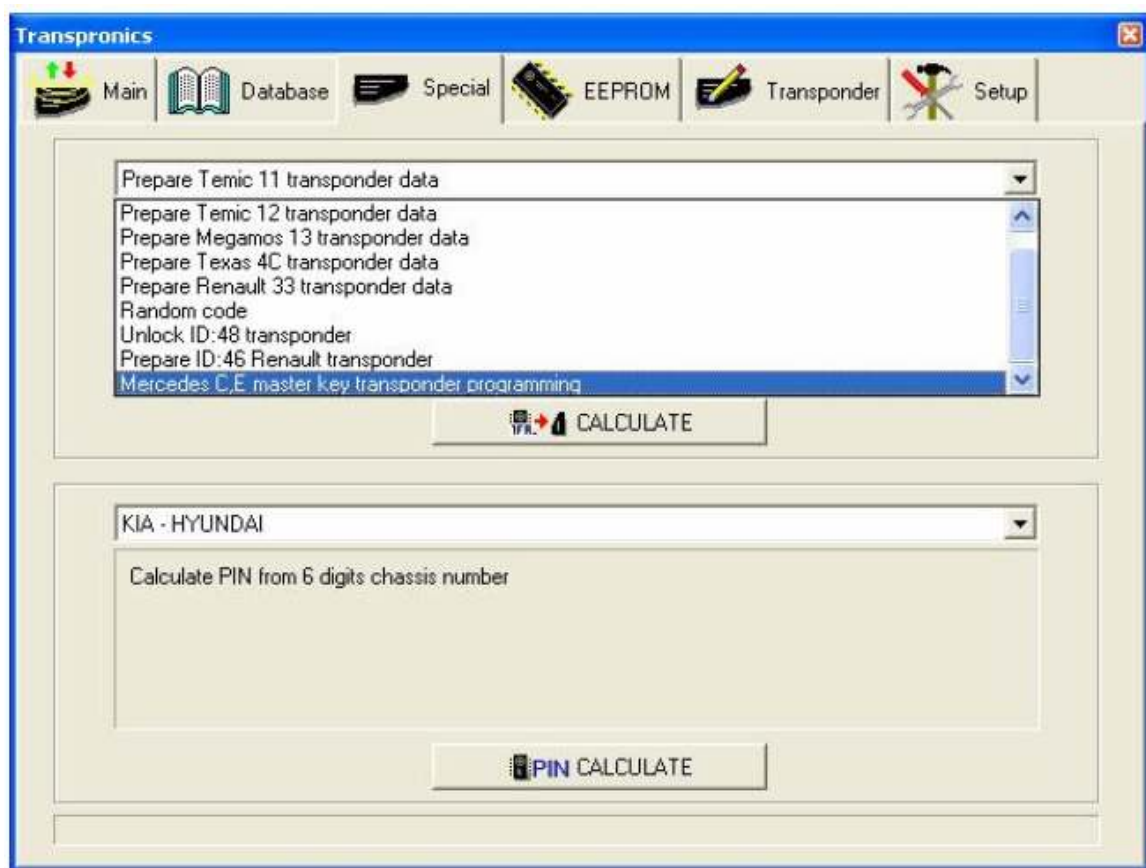 Transpronics
Main Database Special EEPROM Transponder Setup
Prepare Temic 11 transponder data
Prepare Temic 12 transponder data
Prepare Megamos 13 transponder data
Prepare Texas 4C transponder data
Prepare Renault 33 transponder data
Random code
Unlock ID:48 transponder
Prepare ID:46 Renault transponder
Mercedes C,E master key transponder programming
CALCULATE
KIA - HYUNDAI
Calculate PIN from 6 digits chassis number
PIN CALCULATE